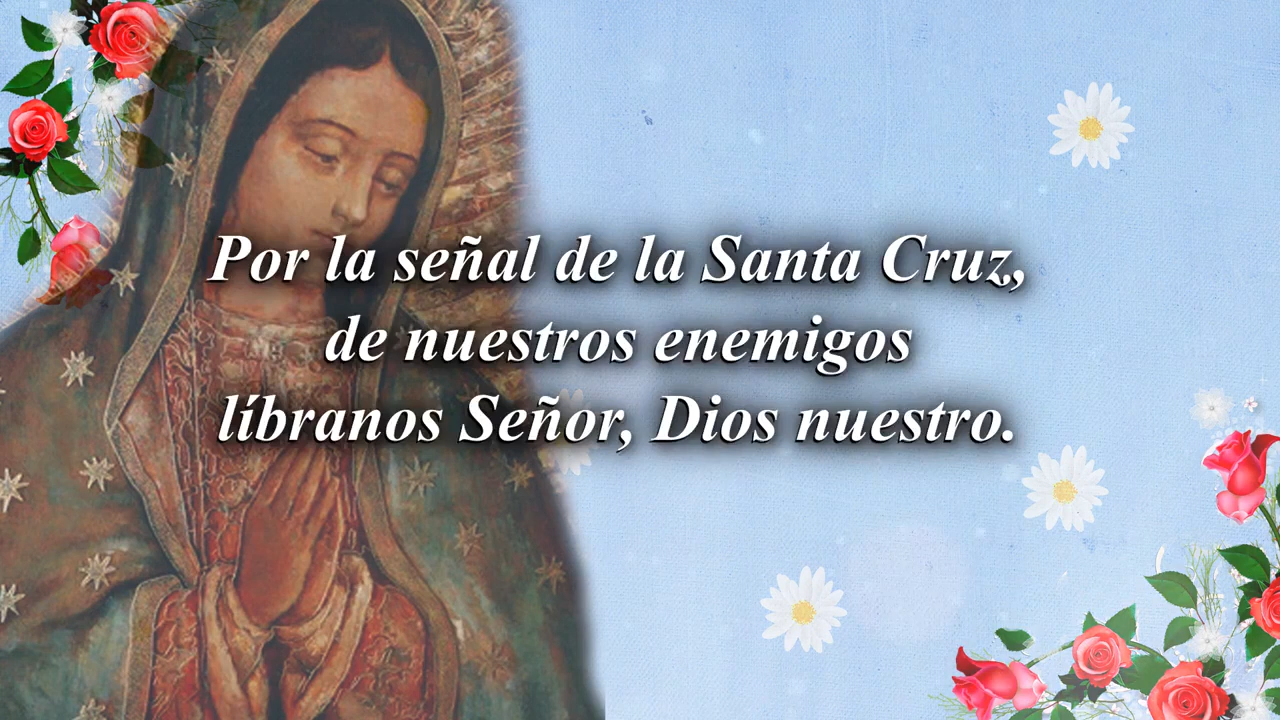 Por la señal de la Santa Cruz,
de nuestros enemigos
líbranos Señor, Dios nuestro.